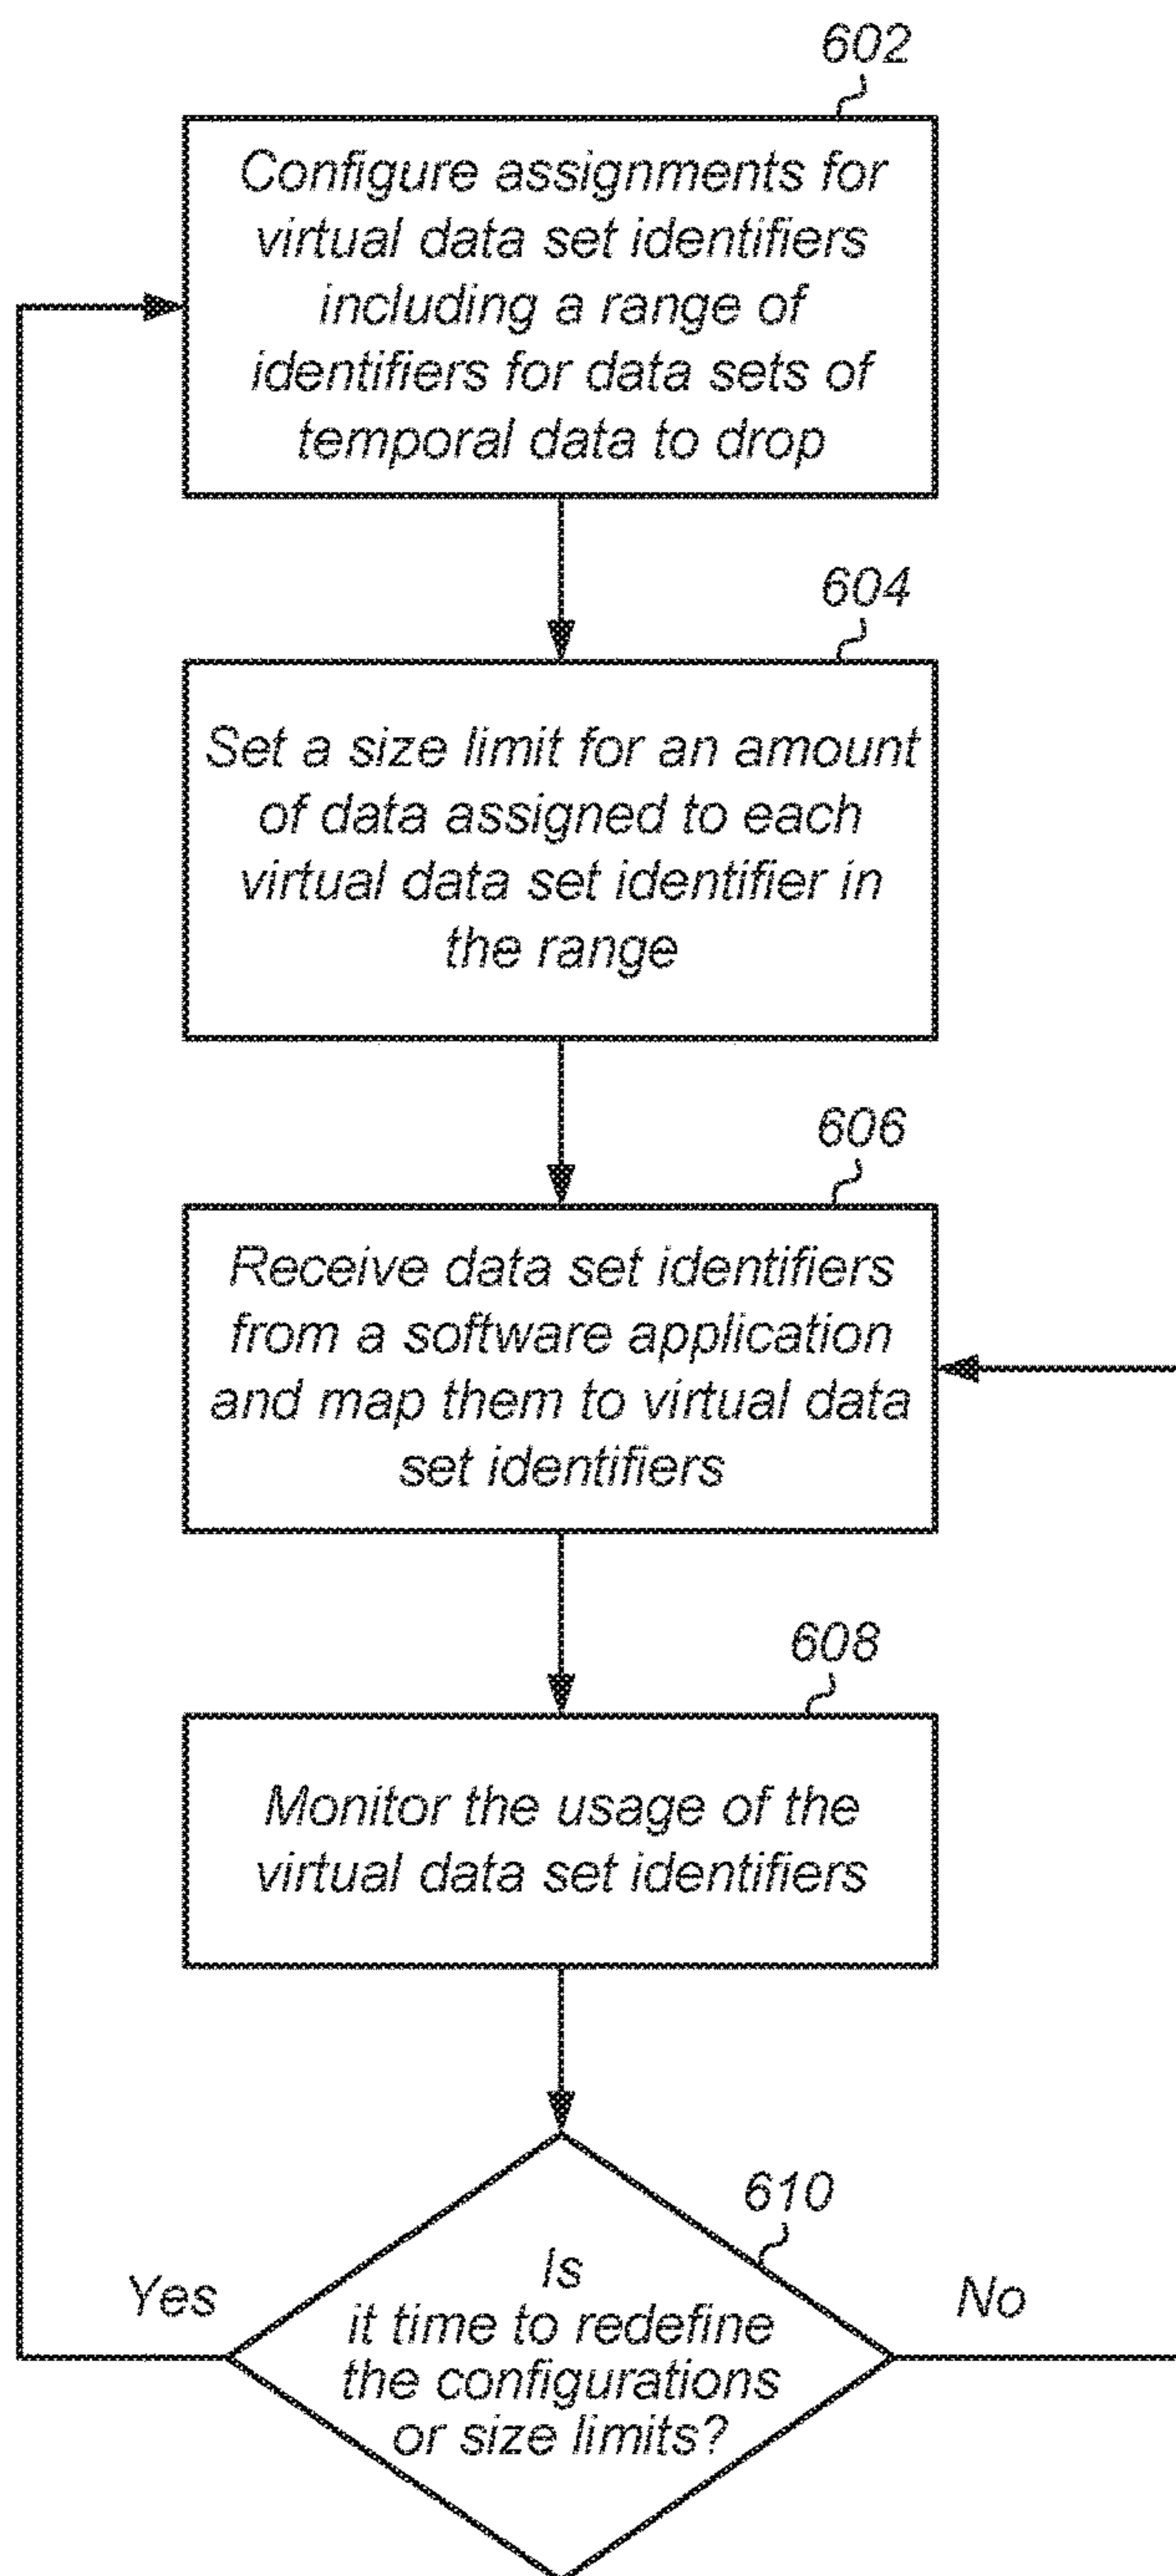 602
Configure assignments for
virtual data set identifiers
including a range of
identifiers for data sets of
temporal data to drop
604
Set a size limit for an amount
of data assigned to each
virtual data set identifier in
the range
606
Receive data set identifiers
from a software application
and map them to virtual data
set identifiers
608
Monitor the usage of the
virtual data set identifiers
610
Is
it time to redefine
the configurations
or size limits?
Yes
No